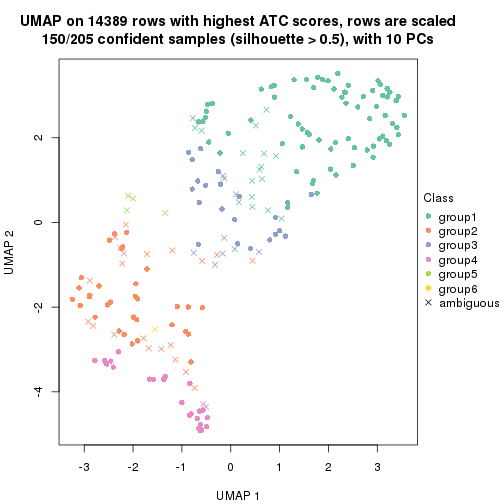 UMAP on 14389 rows with highest ATC scores, rows are scaled
150/205 confident samples (silhouette > 0.5), with 10 PCs
2
0
-2
-4
UMAP 2
-3
-2
-1
0
1
2
3
UMAP 1
Class
group1
group2
group3
group4
group5
group6
ambiguous